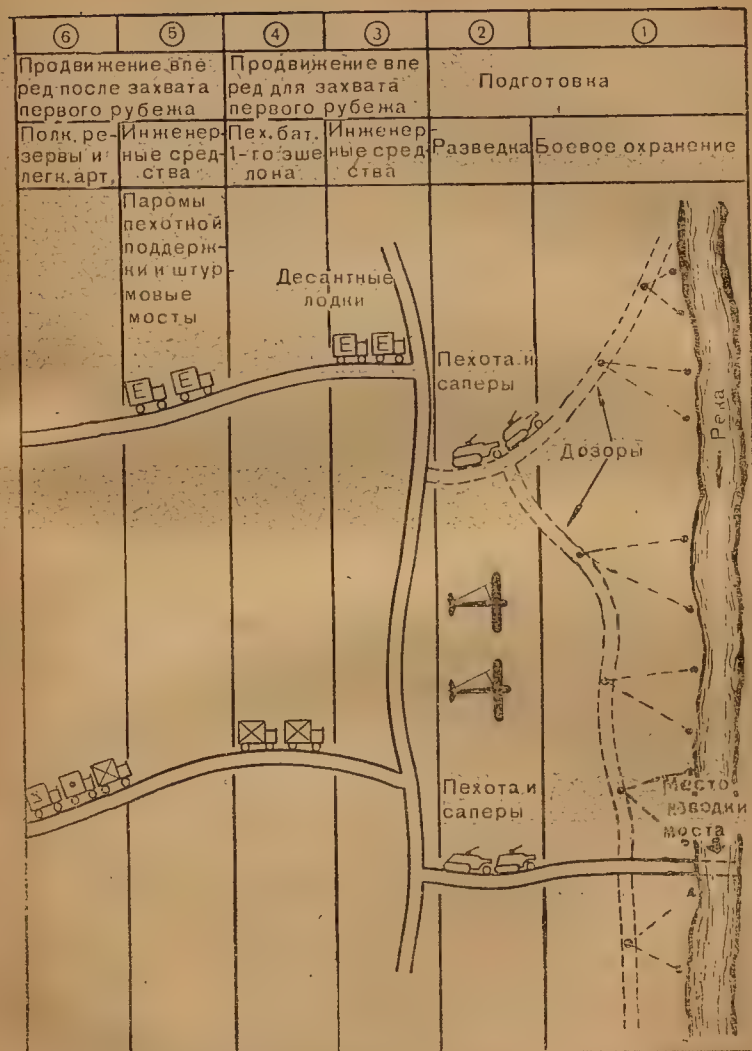 6 5 4 3 2 1
Продвижение впе
ред после захвата
первого рубежа
Продвижение впе
ред для захвата
первого рубежа
Подготовка
Полк. ре-
зервы и
легк. арт.
Инженер-
ные сред-
ства
Пех. бат.
1-го эше
лона
Инженер-
ные сред-
ства
Разведка
Боевое охранение
Паромы
пехотной
поддерж-
ки и штур-
мовые
мосты
Десантные
лодки
E E
E E
Пехота и
саперы
Дозоры
Река
Пехота и
саперы
Место
наводки
моста